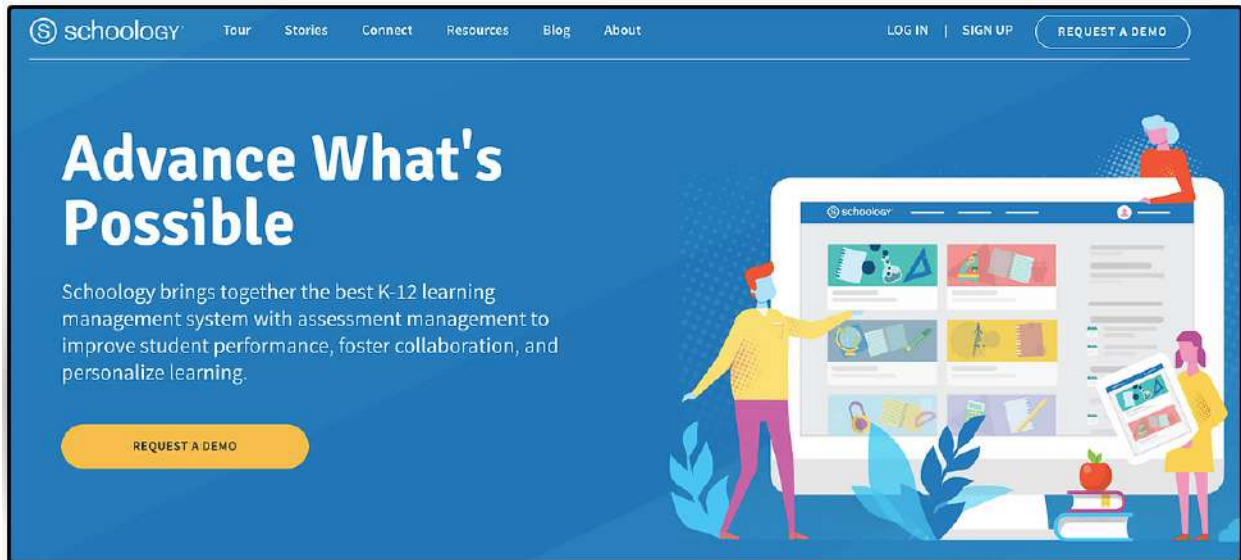 schoology
Tour Stories Connect Resources Blog About
LOG IN | SIGN UP
REQUEST A DEMO
Advance What's
Possible
Schoology brings together the best K-12 learning
management system with assessment management to
improve student performance, foster collaboration, and
personalize learning.
REQUEST A DEMO
schoology